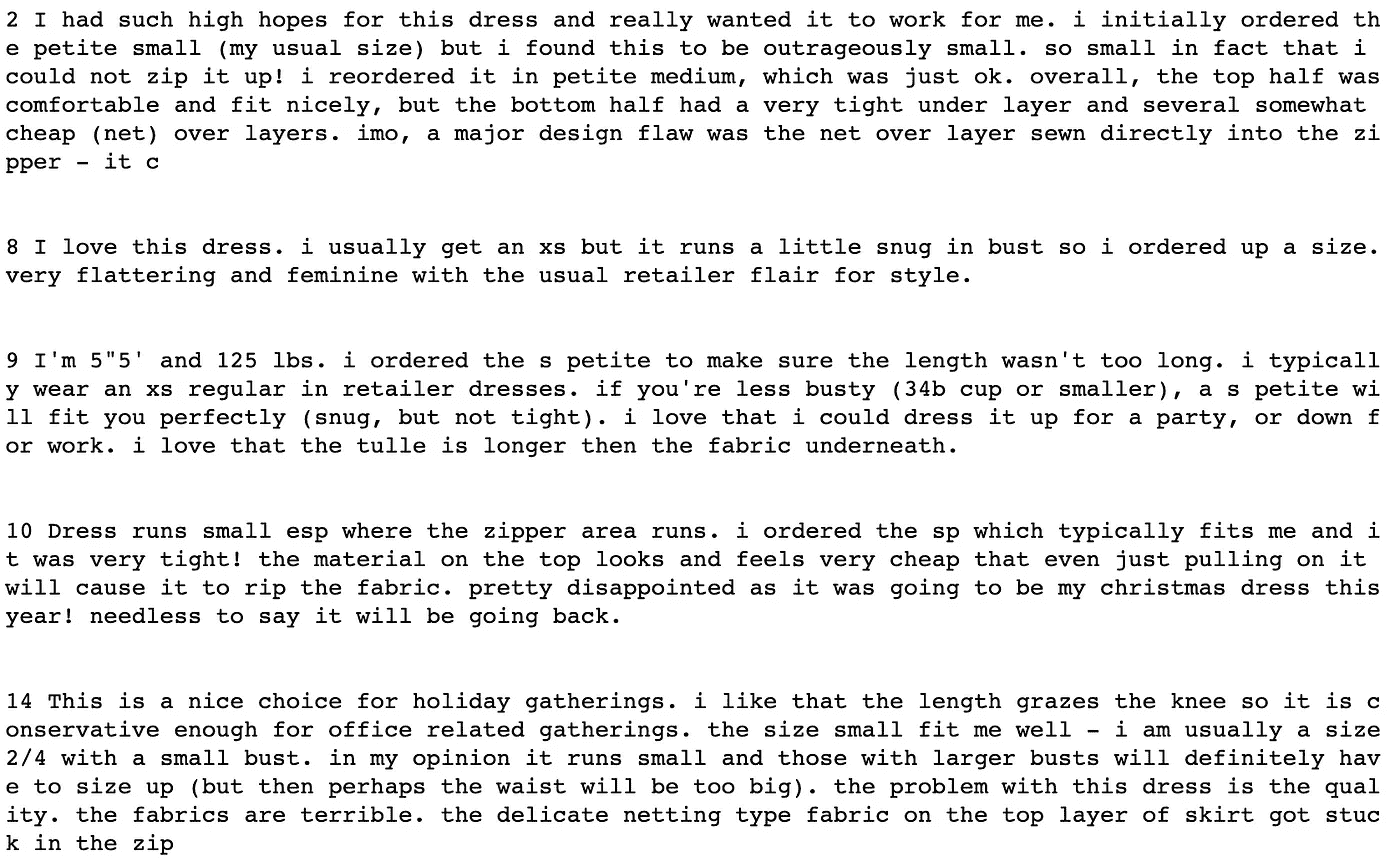 2 I had such high hopes for this dress and really wanted it to work for me. i initially ordered th
e petite small (my usual size) but i found this to be outrageously small. so small in fact that i
could not zip it up! i reordered it in petite medium, which was just ok. overall, the top half was
comfortable and fit nicely, but the bottom half had a very tight under layer and several somewhat
cheap (net) over layers. imo, a major design flaw was the net over layer sewn directly into the zi
pper - it c
8 I love this dress. i usually get an xs but it runs a little snug in bust so i ordered up a size.
very flattering and feminine with the usual retailer flair for style.
9 I'm 5"5' and 125 lbs. i ordered the s petite to make sure the length wasn't too long. i typicall
y wear an xs regular in retailer dresses. if you're less busty (34b cup or smaller), a s petite wi
ll fit you perfectly (snug, but not tight). i love that i could dress it up for a party, or down f
or work. i love that the tulle is longer then the fabric underneath.
10 Dress runs small esp where the zipper area runs. i ordered the sp which typically fits me and i
t was very tight! the material on the top looks and feels very cheap that even just pulling on it
will cause it to rip the fabric. pretty disappointed as it was going to be my christmas dress this
year! needless to say it will be going back.
14 This is a nice choice for holiday gatherings. i like that the length grazes the knee so it is c
onservative enough for office related gatherings. the size small fit me well - i am usually a size
2/4 with a small bust. in my opinion it runs small and those with larger busts will definitely hav
e to size up (but then perhaps the waist will be too big). the problem with this dress is the qual
ity. the fabrics are terrible. the delicate netting type fabric on the top layer of skirt got stuc
k in the zip